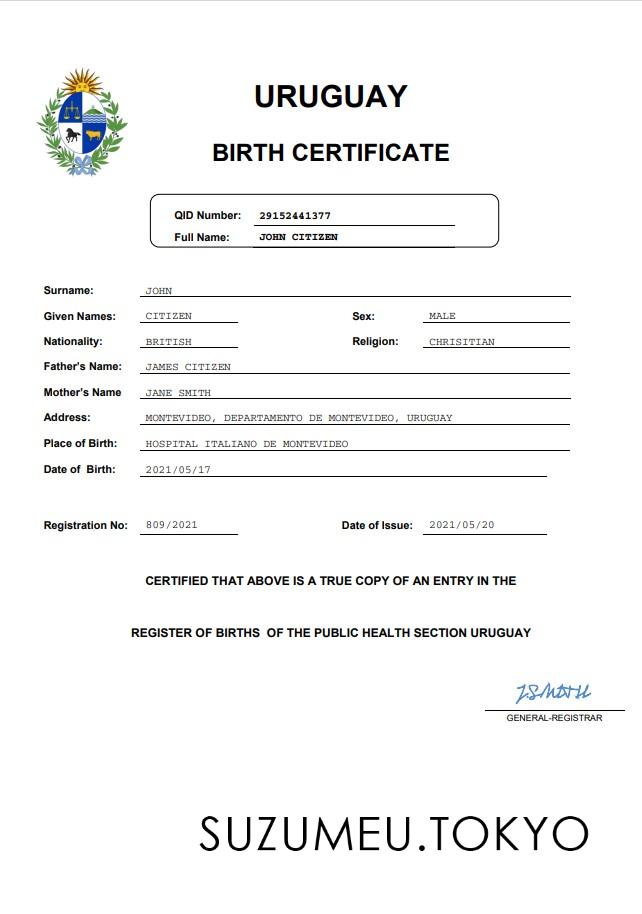 URUGUAY
BIRTH CERTIFICATE
QID Number: 29152441377
Full Name: JOHN CITIZEN
Surname: JOHN
Given Names: CITIZEN Sex: MALE
Nationality: BRITISH Religion: CHRISITIAN
Father's Name: JAMES CITIZEN
Mother's Name JANE SMITH
Address: MONTEVIDEO, DEPARTAMENTO DE MONTEVIDEO, URUGUAY
Place of Birth: HOSPITAL ITALIANO DE MONTEVIDEO
Date of Birth: 2021/05/17
Registration No: 809/2021 Date of Issue: 2021/05/20
CERTIFIED THAT ABOVE IS A TRUE COPY OF AN ENTRY IN THE
REGISTER OF BIRTHS OF THE PUBLIC HEALTH SECTION URUGUAY
GENERAL-REGISTRAR
SUZUMEU.TOKYO